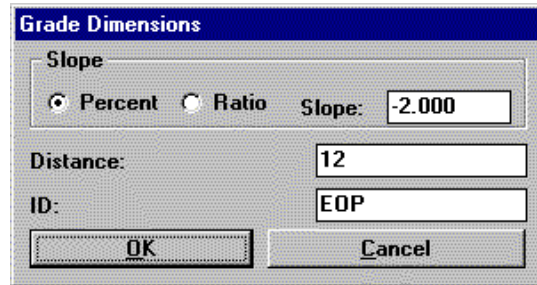 Grade Dimensions
Slope
Percent Ratio Slope: -2.000
Distance: 12
ID: EOP
OK Cancel